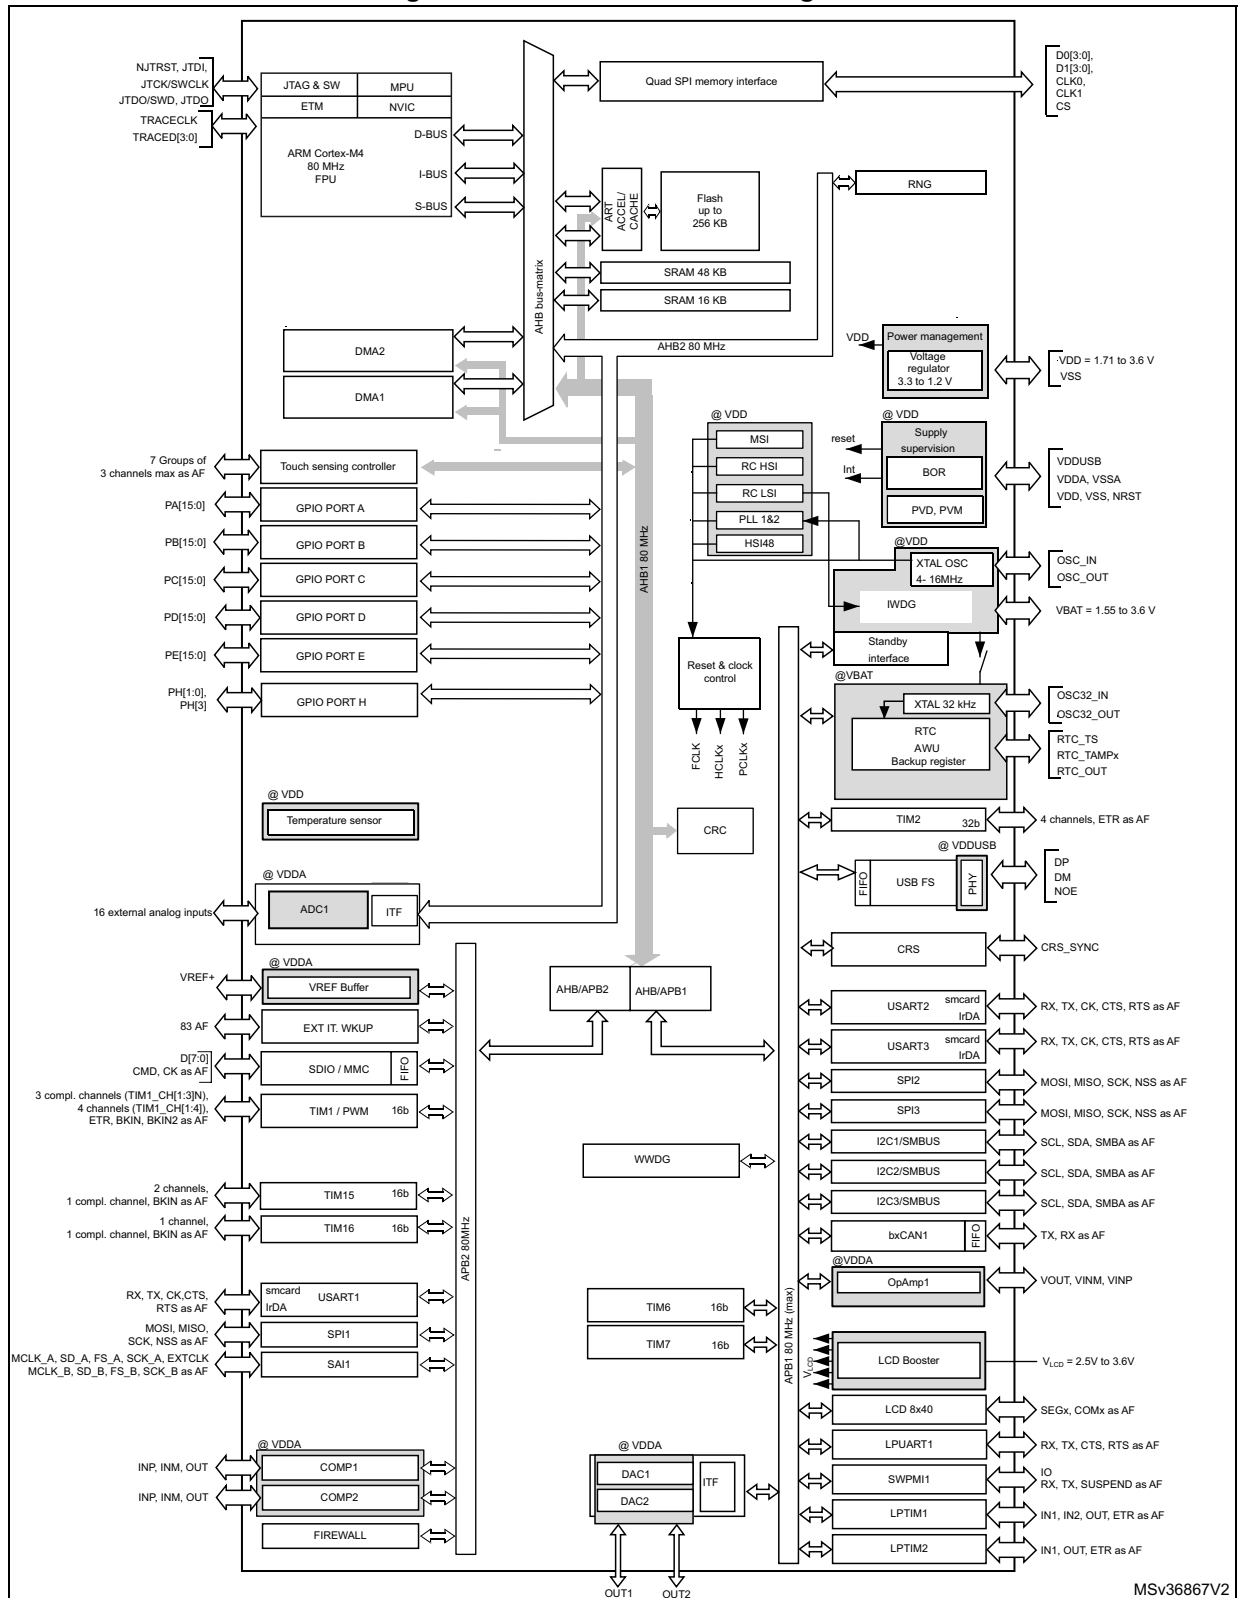 NJTRST, JTDI,
JTCK/SWCLK
JTDO/SWD, JTDO
TRACECLK
TRACED[3:0]
JTAG & SW
MPU
ETM
NVIC
ARM Cortex-M4
80 MHz
FPU
D-BUS
I-BUS
S-BUS
AHB bus-matrix
Quad SPI memory interface
D0[3:0],
D1[3:0],
CLK0,
CLK1
CS
ART
ACCEL/
CACHE
Flash
up to
256 KB
RNG
SRAM 48 KB
SRAM 16 KB
AHB2 80 MHz
DMA2
DMA1
VDD
Power management
Voltage
regulator
3.3 to 1.2 V
VDD = 1.71 to 3.6 V
VSS
@ VDD
MSI
RC HSI
RC LSI
PLL 1&2
HSI48
@ VDD
reset
Int
Supply
supervision
BOR
PVD, PVM
VDDUSB
VDDA, VSSA
VDD, VSS, NRST
7 Groups of
3 channels max as AF
Touch sensing controller
PA[15:0]
GPIO PORT A
PB[15:0]
GPIO PORT B
PC[15:0]
GPIO PORT C
PD[15:0]
GPIO PORT D
PE[15:0]
GPIO PORT E
PH[1:0],
PH[3]
GPIO PORT H
AHB1 80 MHz
@VDD
XTAL OSC
4- 16MHz
IWDG
OSC_IN
OSC_OUT
VBAT = 1.55 to 3.6 V
Standby
interface
Reset & clock
control
FCLK
HCLKx
PCLKx
@VBAT
XTAL 32 kHz
RTC
AWU
Backup register
OSC32_IN
OSC32_OUT
RTC_TS
RTC_TAMPx
RTC_OUT
@ VDD
Temperature sensor
CRC
TIM2
32b
4 channels, ETR as AF
@ VDDUSB
FIFO
USB FS
PHY
DP
DM
NOE
@ VDDA
16 external analog inputs
ADC1
ITF
CRS
CRS_SYNC
@ VDDA
VREF+
VREF Buffer
AHB/APB2
AHB/APB1
83 AF
EXT IT. WKUP
D[7:0]
CMD, CK as AF
SDIO / MMC
FIFO
3 compl. channels (TIM1_CH[1:3]N),
4 channels (TIM1_CH[1:4]),
ETR, BKIN, BKIN2 as AF
TIM1 / PWM
16b
USART2
smcard
IrDA
RX, TX, CK, CTS, RTS as AF
USART3
smcard
IrDA
RX, TX, CK, CTS, RTS as AF
SPI2
MOSI, MISO, SCK, NSS as AF
SPI3
MOSI, MISO, SCK, NSS as AF
WWDG
I2C1/SMBUS
SCL, SDA, SMBA as AF
I2C2/SMBUS
SCL, SDA, SMBA as AF
I2C3/SMBUS
SCL, SDA, SMBA as AF
bxCAN1
FIFO
TX, RX as AF
2 channels,
1 compl. channel, BKIN as AF
TIM15
16b
1 channel,
1 compl. channel, BKIN as AF
TIM16
16b
APB2 80MHz
@VDDA
OpAmp1
VOUT, VINM, VINP
RX, TX, CK,CTS,
RTS as AF
smcard
IrDA
USART1
MOSI, MISO,
SCK, NSS as AF
SPI1
MCLK_A, SD_A, FS_A, SCK_A, EXTCLK
MCLK_B, SD_B, FS_B, SCK_B as AF
SAI1
TIM6
16b
TIM7
16b
APB1 80 MHz (max)
VLCD
LCD Booster
VLCD = 2.5V to 3.6V
LCD 8x40
SEGx, COMx as AF
LPUART1
RX, TX, CTS, RTS as AF
@ VDDA
INP, INM, OUT
COMP1
INP, INM, OUT
COMP2
FIREWALL
@ VDDA
DAC1
DAC2
ITF
OUT1
OUT2
SWPMI1
IO
RX, TX, SUSPEND as AF
LPTIM1
IN1, IN2, OUT, ETR as AF
LPTIM2
IN1, OUT, ETR as AF
MSv36867V2